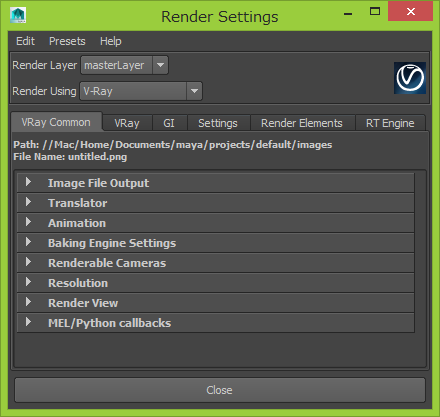 Render Settings
Edit Presets Help
Render Layer masterLayer
Render Using V-Ray
VRay Common VRay GI Settings Render Elements RT Engine
Path: //Mac/Home/Documents/maya/projects/default/images
File Name: untitled.png
Image File Output
Translator
Animation
Baking Engine Settings
Renderable Cameras
Resolution
Render View
MEL/Python callbacks
Close